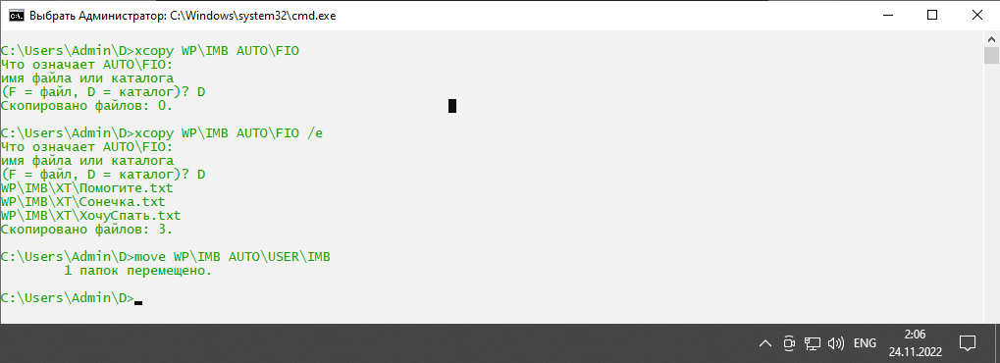 Выбрать Администратор: C:\Windows\system32\cmd.exe
C:\Users\Admin\D>xcopy WP\IMB AUTO\FIO
Что означает AUTO\FIO:
имя файла или каталога
(F = файл, D = каталог)? D
Скопировано файлов: 0.
C:\Users\Admin\D>xcopy WP\IMB AUTO\FIO /e
Что означает AUTO\FIO:
имя файла или каталога
(F = файл, D = каталог)? D
WP\IMB\XT\Помогите.txt
WP\IMB\XT\Сонечка.txt
WP\IMB\XT\ХочуСпать.txt
Скопировано файлов: 3.
C:\Users\Admin\D>move WP\IMB AUTO\USER\IMB
1 папок перемещено.
C:\Users\Admin\D>
ENG
2:06
24.11.2022